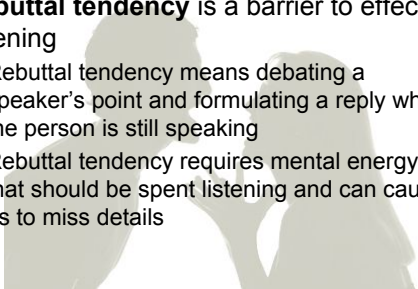 buttal tendency is a barrier to effec
ening
Rebuttal tendency means debating a
peaker's point and formulating a reply wh
ne person is still speaking
Rebuttal tendency requires mental energy
hat should be spent listening and can cau
s to miss details